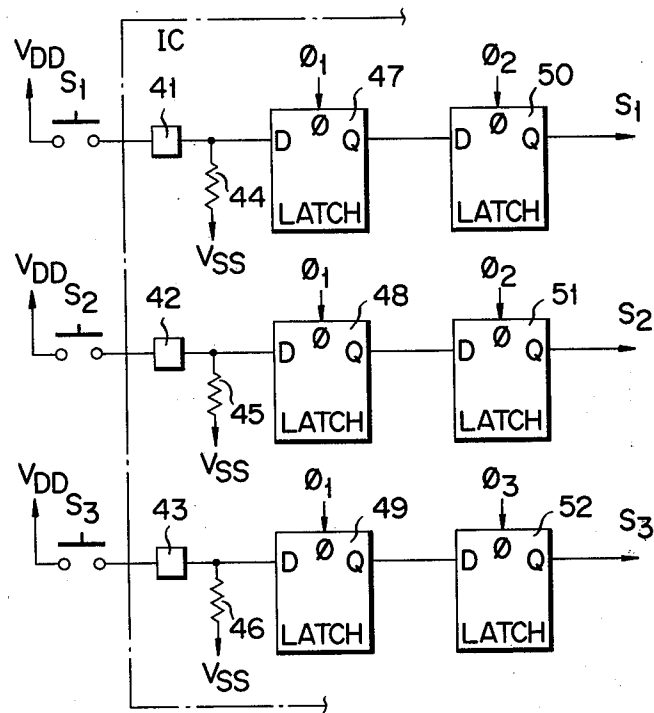 IC
VDD
S1
41
Ø1
47
Ø2
50
S1
D Ø Q
D Ø Q
44
LATCH
LATCH
VSS
VDD
S2
42
Ø1
48
Ø2
51
S2
D Ø Q
D Ø Q
45
LATCH
LATCH
VSS
VDD
S3
43
Ø1
49
Ø3
52
S3
D Ø Q
D Ø Q
46
LATCH
LATCH
VSS